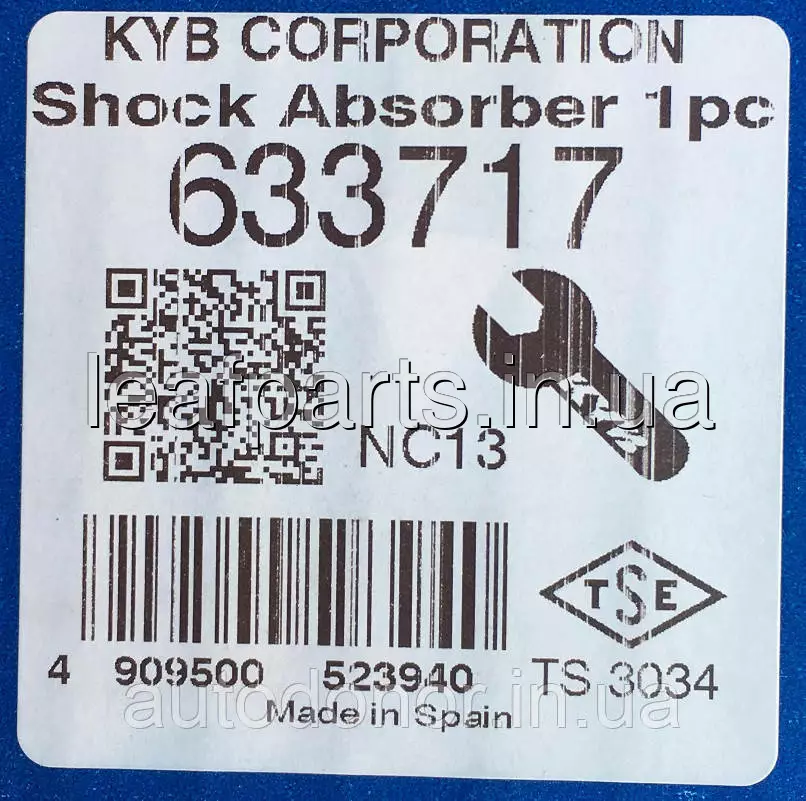 KYB CORPORATION
Shock Absorber 1pc
633717
leafparts.in.ua
NC13
TSE
4 909500 523940
TS 3034
autodonor.in.ua
Made in Spain